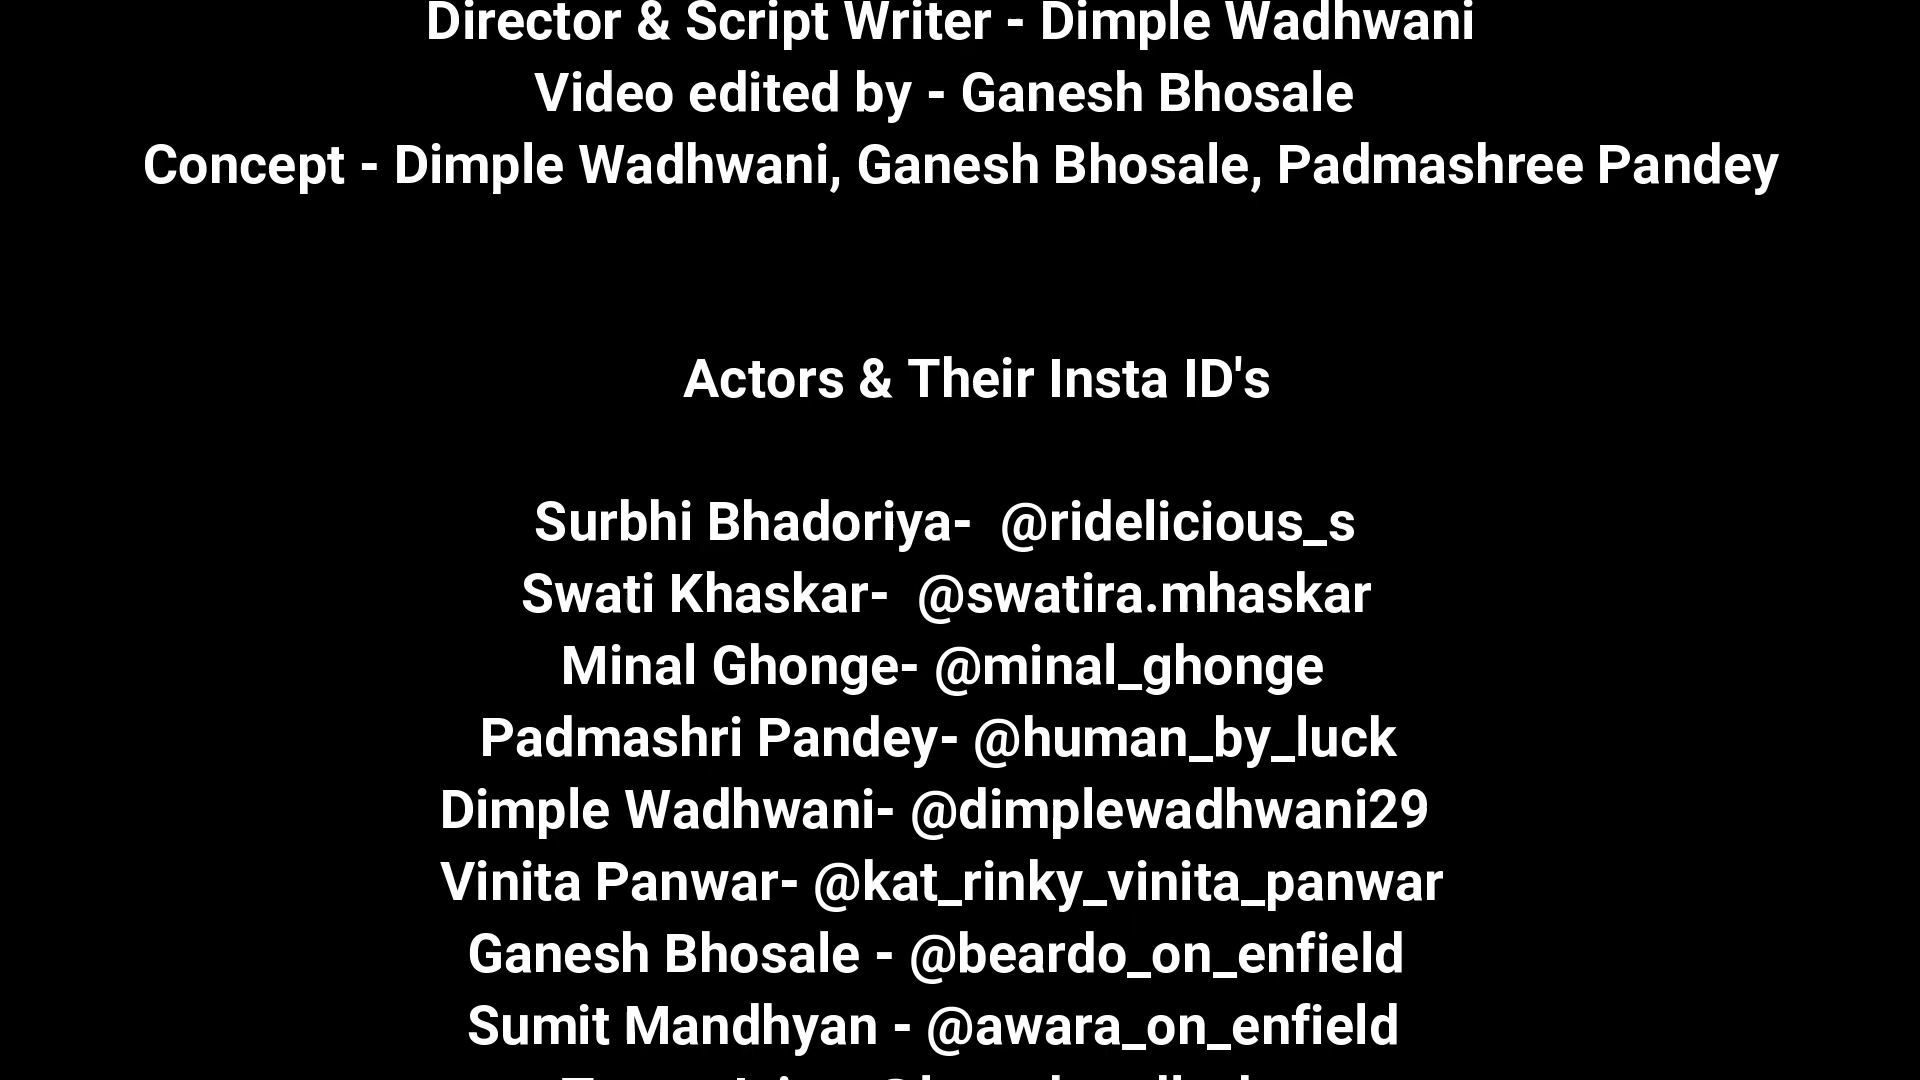 Director & Script Writer - Dimple Wadhwani
Video edited by - Ganesh Bhosale
Concept - Dimple Wadhwani, Ganesh Bhosale, Padmashree Pandey
Actors & Their Insta ID's
Surbhi Bhadoriya-  @ridelicious_s
Swati Khaskar-  @swatira.mhaskar
Minal Ghonge- @minal_ghonge
Padmashri Pandey- @human_by_luck
Dimple Wadhwani- @dimplewadhwani29
Vinita Panwar- @kat_rinky_vinita_panwar
Ganesh Bhosale - @beardo_on_enfield
Sumit Mandhyan - @awara_on_enfield